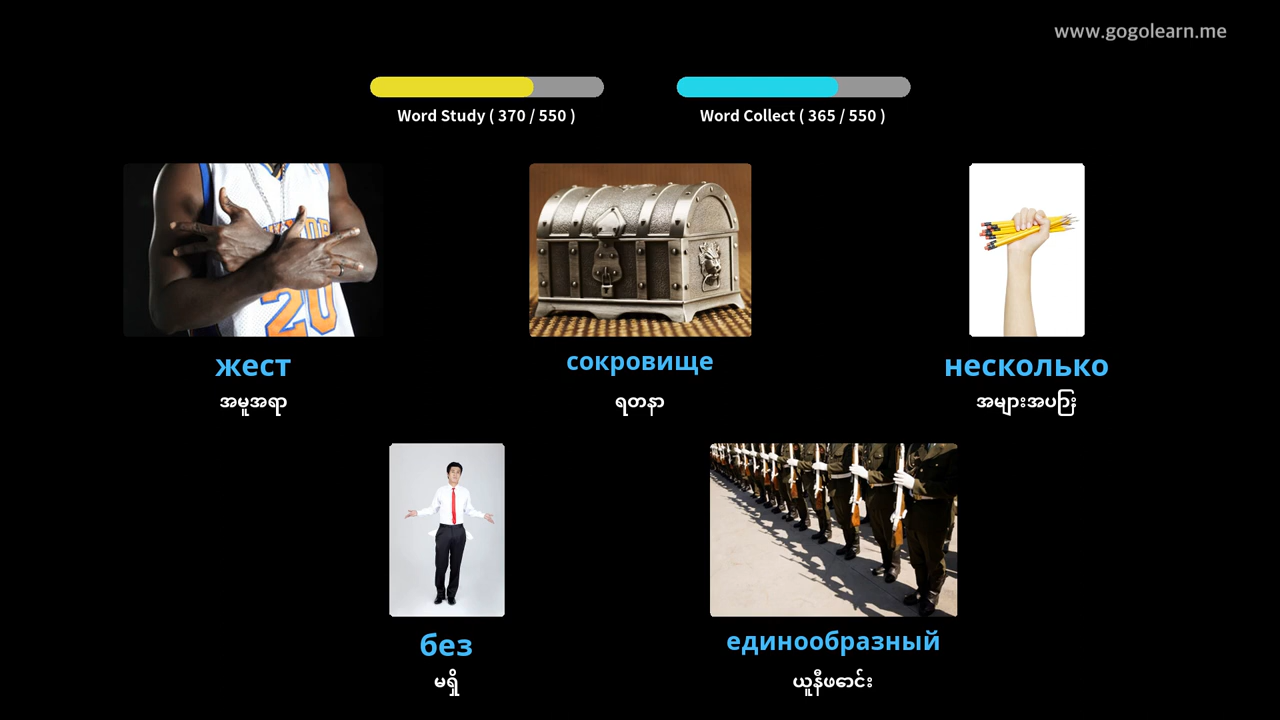 www.gogolearn.me
Word Study ( 370 / 550 )
Word Collect ( 365 / 550 )
20
жест
အမူအရာ
сокровище
ရတနာ
несколько
အများအပြား
без
မရှိ
единообразный
ယူနီဖောင်း